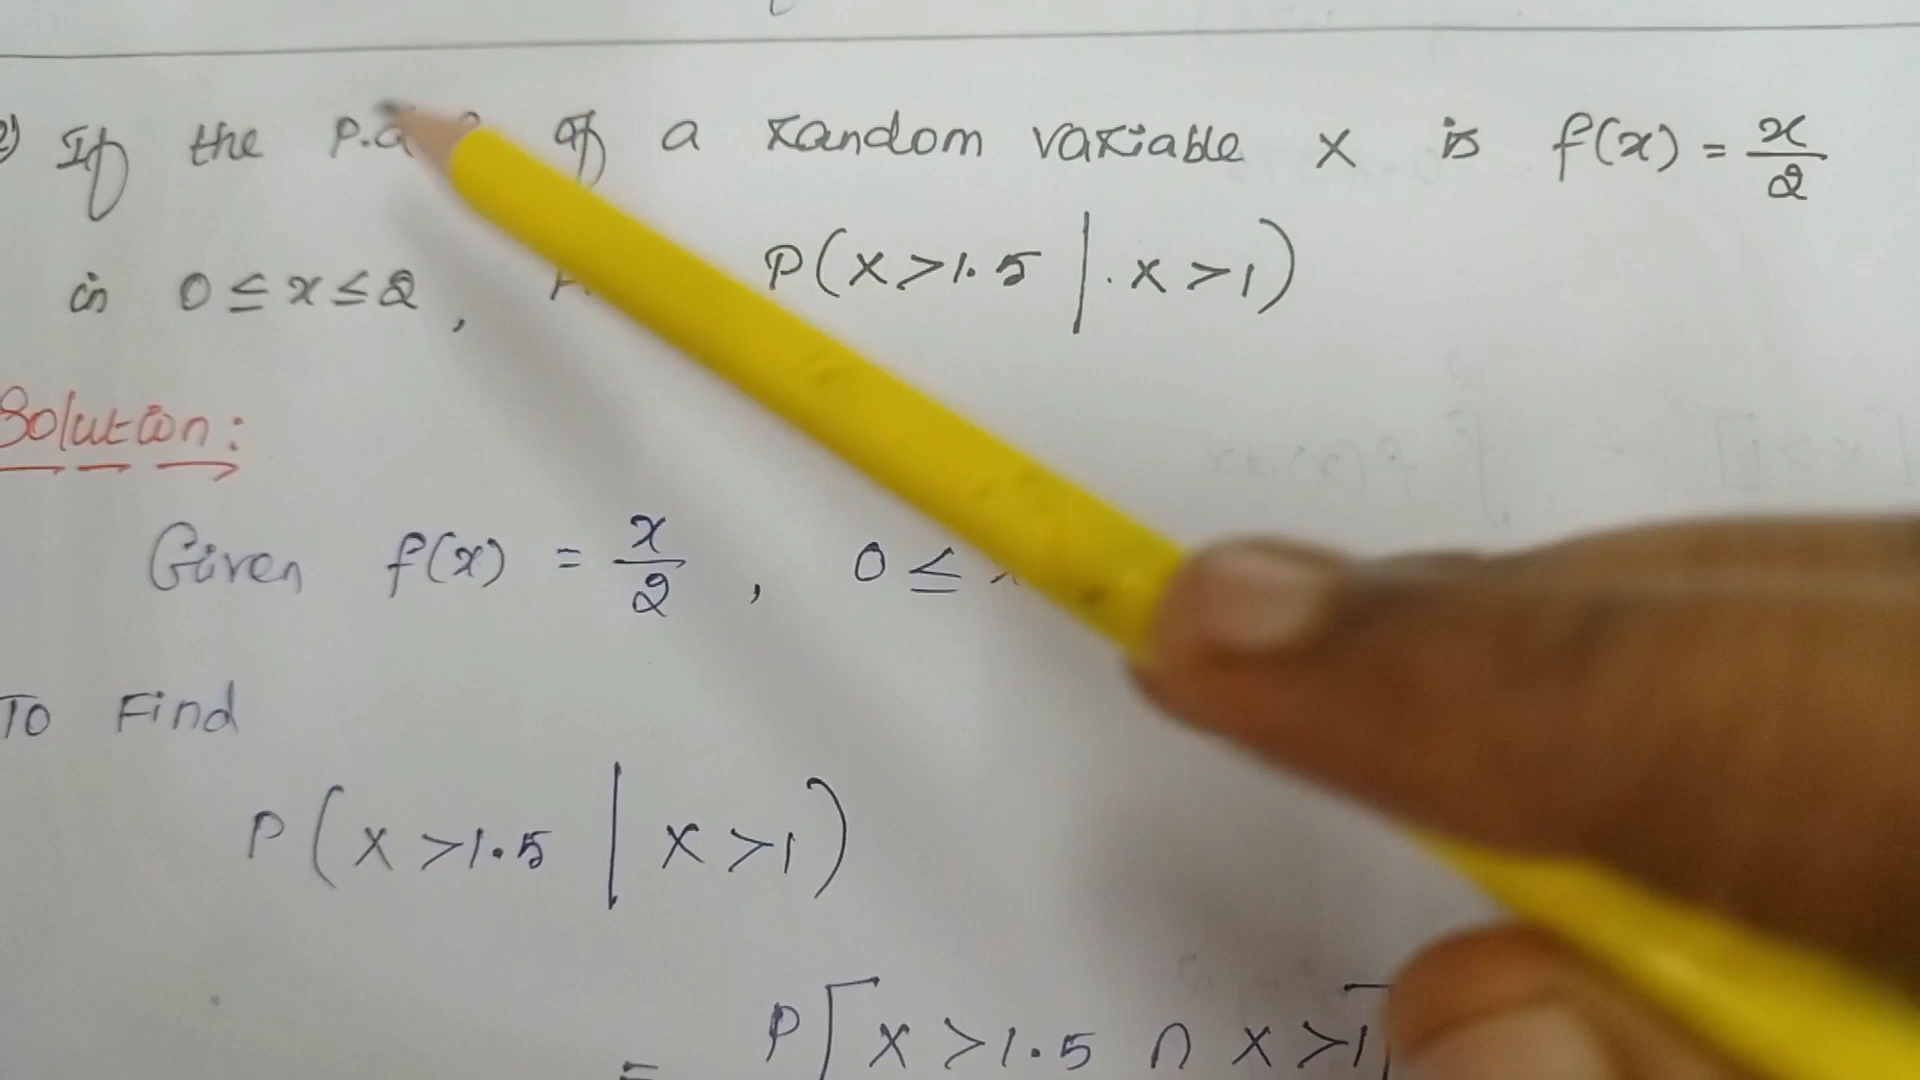 If the p.d of a random variable X is f(x) = x/2
in 0 ≤ x ≤ 2, P(X>1.5 | X>1)
Solution:
Given f(x) = x/2, 0 ≤
To Find
P(X>1.5 | X>1)
= P[X>1.5 ∩ X>1]